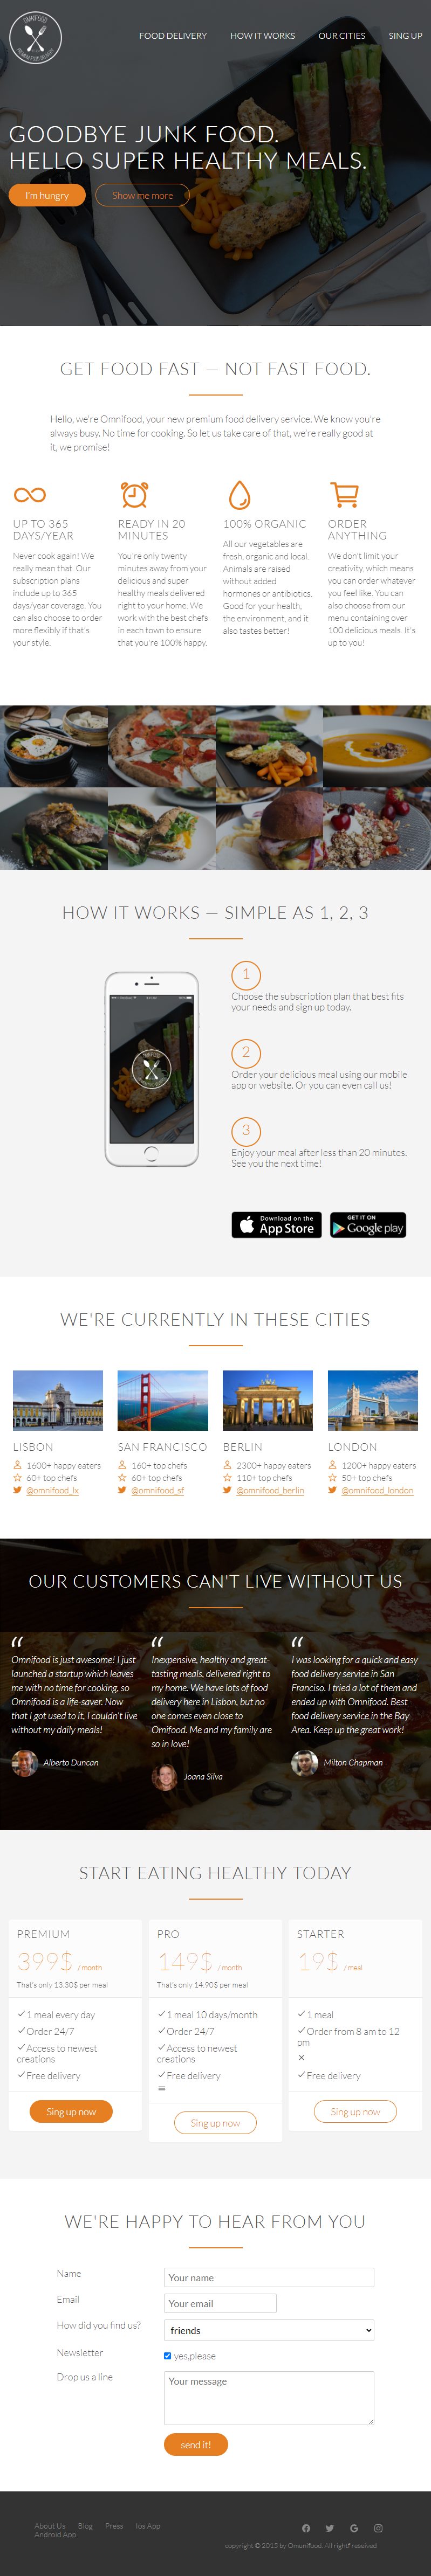 OMNIFOOD
FOOD DELIVERY HOW IT WORKS OUR CITIES SING UP
GOODBYE JUNK FOOD.
HELLO SUPER HEALTHY MEALS.
I'm hungry Show me more
GET FOOD FAST — NOT FAST FOOD.
Hello, we're Omnifood, your new premium food delivery service. We know you're
always busy. No time for cooking. So let us take care of that, we're really good at
it, we promise!
UP TO 365
DAYS/YEAR
Never cook again! We
really mean that. Our
subscription plans
include up to 365
days/year coverage. You
can also choose to order
more flexibly if that's
your style.
READY IN 20
MINUTES
You're only twenty
minutes away from your
delicious and super
healthy meals delivered
right to your home. We
work with the best chefs
in each town to ensure
that you're 100% happy.
100% ORGANIC
All our vegetables are
fresh, organic and local.
Animals are raised
without added
hormones or antibiotics.
Good for your health,
the environment, and it
also tastes better!
ORDER
ANYTHING
We don't limit your
creativity, which means
you can order whatever
you feel like. You can
also choose from our
menu containing over
100 delicious meals. It's
up to you!
HOW IT WORKS — SIMPLE AS 1, 2, 3
1
Choose the subscription plan that best fits
your needs and sign up today.
2
Order your delicious meal using our mobile
app or website. Or you can even call us!
3
Enjoy your meal after less than 20 minutes.
See you the next time!
Download on the
App Store
GET IT ON
Google play
WE'RE CURRENTLY IN THESE CITIES
LISBON
1600+ happy eaters
60+ top chefs
@omnifood_lx
SAN FRANCISCO
160+ top chefs
60+ top chefs
@omnifood_sf
BERLIN
2300+ happy eaters
110+ top chefs
@omnifood_berlin
LONDON
1200+ happy eaters
50+ top chefs
@omnifood_london
OUR CUSTOMERS CAN'T LIVE WITHOUT US
“
Omnifood is just awesome! I just
launched a startup which leaves
me with no time for cooking, so
Omnifood is a life-saver. Now
that I got used to it, I couldn't live
without my daily meals!
Alberto Duncan
“
Inexpensive, healthy and great-
tasting meals, delivered right to
my home. We have lots of food
delivery here in Lisbon, but no
one comes even close to
Omifood. Me and my family are
so in love!
Joana Silva
“
I was looking for a quick and easy
food delivery service in San
Franciso. I tried a lot of them and
ended up with Omnifood. Best
food delivery service in the Bay
Area. Keep up the great work!
Milton Chapman
START EATING HEALTHY TODAY
PREMIUM
399$ / month
That's only 13.30$ per meal
1 meal every day
Order 24/7
Access to newest
creations
Free delivery
Sing up now
PRO
149$ / month
That's only 14.90$ per meal
1 meal 10 days/month
Order 24/7
Access to newest
creations
Free delivery
Sing up now
STARTER
19$ / meal
1 meal
Order from 8 am to 12
pm
Free delivery
Sing up now
WE'RE HAPPY TO HEAR FROM YOU
Name Your name
Email Your email
How did you find us? friends
Newsletter yes,please
Drop us a line Your message
send it!
About Us Blog Press Ios App
Android App
copyright © 2015 by Omunifood. All rightf reseived